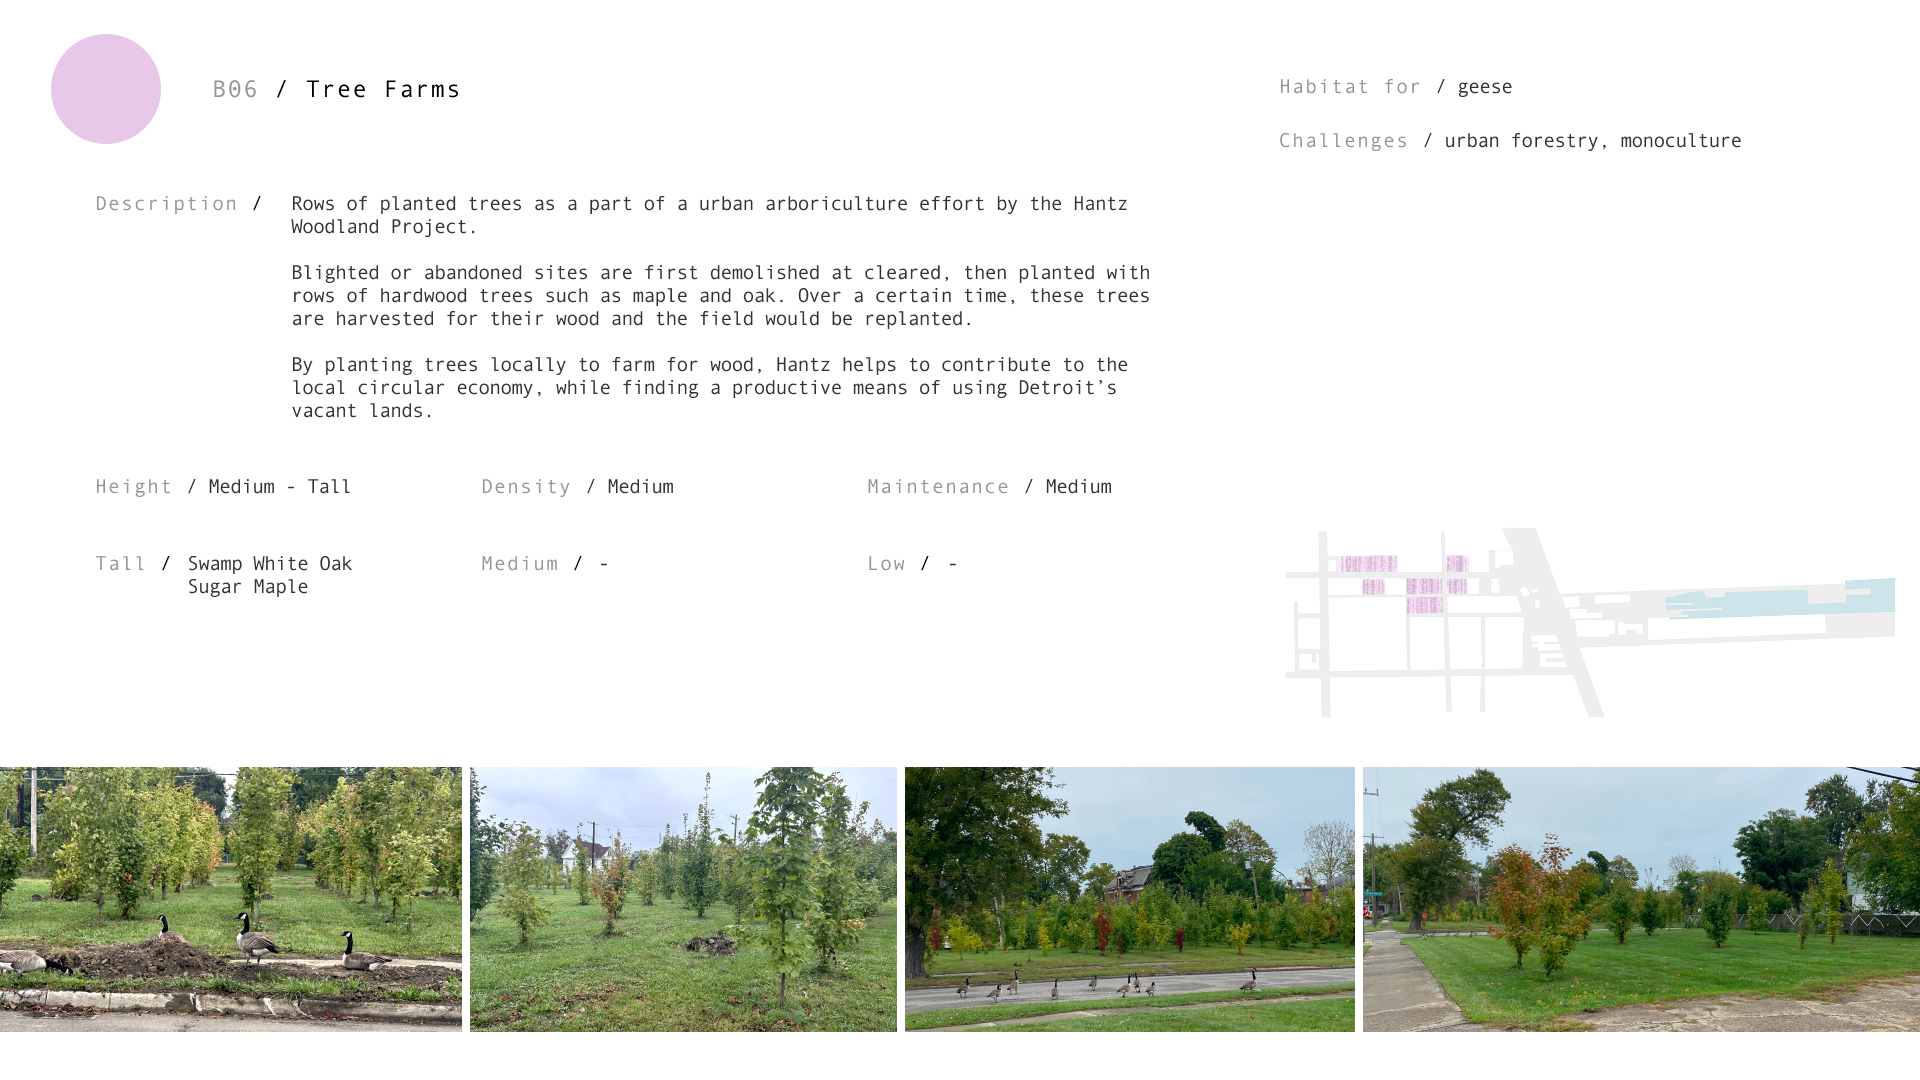 B06 / Tree Farms
Habitat for / geese
Challenges / urban forestry, monoculture
Description / Rows of planted trees as a part of a urban arboriculture effort by the Hantz
Woodland Project.
Blighted or abandoned sites are first demolished at cleared, then planted with
rows of hardwood trees such as maple and oak. Over a certain time, these trees
are harvested for their wood and the field would be replanted.
By planting trees locally to farm for wood, Hantz helps to contribute to the
local circular economy, while finding a productive means of using Detroit’s
vacant lands.
Height / Medium - Tall
Density / Medium
Maintenance / Medium
Tall / Swamp White Oak
Sugar Maple
Medium / -
Low / -